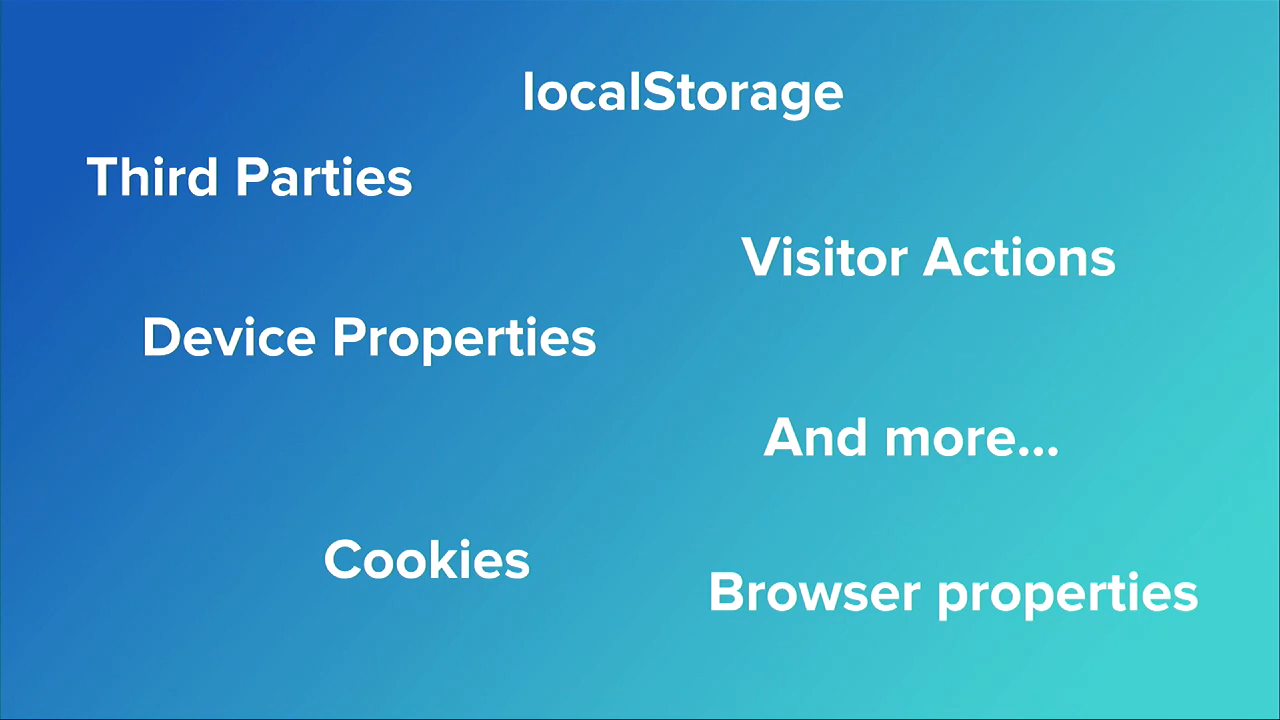 localStorage
Third Parties
Visitor Actions
Device Properties
And more...
Cookies
Browser properties